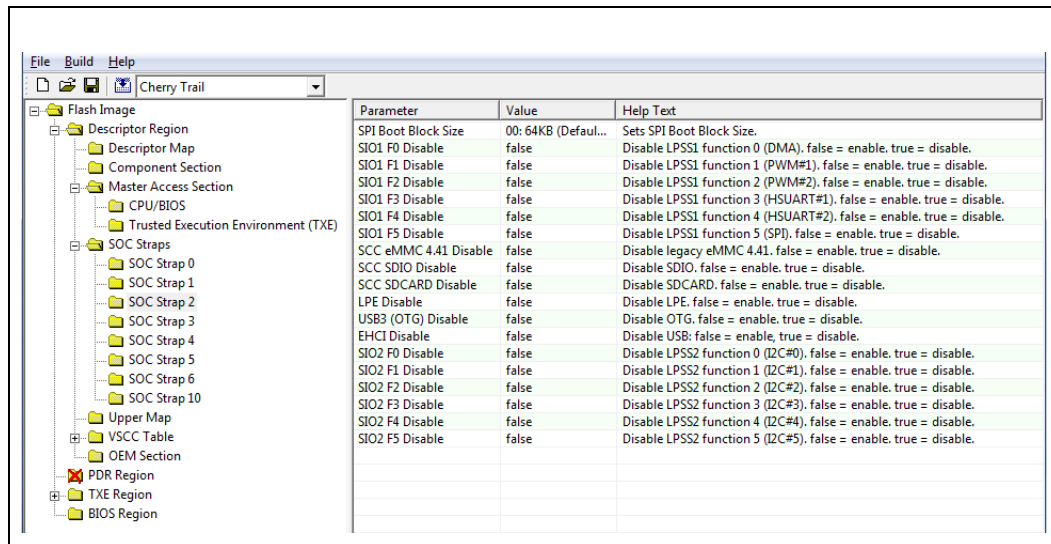 File Build Help
Cherry Trail
Flash Image
Descriptor Region
Descriptor Map
Component Section
Master Access Section
CPU/BIOS
Trusted Execution Environment (TXE)
SOC Straps
SOC Strap 0
SOC Strap 1
SOC Strap 2
SOC Strap 3
SOC Strap 4
SOC Strap 5
SOC Strap 6
SOC Strap 10
Upper Map
VSCC Table
OEM Section
PDR Region
TXE Region
BIOS Region
Parameter Value Help Text
SPI Boot Block Size 00: 64KB (Defaul... Sets SPI Boot Block Size.
SIO1 F0 Disable false Disable LPSS1 function 0 (DMA). false = enable. true = disable.
SIO1 F1 Disable false Disable LPSS1 function 1 (PWM#1). false = enable. true = disable.
SIO1 F2 Disable false Disable LPSS1 function 2 (PWM#2). false = enable. true = disable.
SIO1 F3 Disable false Disable LPSS1 function 3 (HSUART#1). false = enable. true = disable.
SIO1 F4 Disable false Disable LPSS1 function 4 (HSUART#2). false = enable. true = disable.
SIO1 F5 Disable false Disable LPSS1 function 5 (SPI). false = enable. true = disable.
SCC eMMC 4.41 Disable false Disable legacy eMMC 4.41. false = enable. true = disable.
SCC SDIO Disable false Disable SDIO. false = enable. true = disable.
SCC SDCARD Disable false Disable SDCARD. false = enable. true = disable.
LPE Disable false Disable LPE. false = enable. true = disable.
USB3 (OTG) Disable false Disable OTG. false = enable. true = disable.
EHCI Disable false Disable USB: false = enable, true = disable.
SIO2 F0 Disable false Disable LPSS2 function 0 (I2C#0). false = enable. true = disable.
SIO2 F1 Disable false Disable LPSS2 function 1 (I2C#1). false = enable. true = disable.
SIO2 F2 Disable false Disable LPSS2 function 2 (I2C#2). false = enable. true = disable.
SIO2 F3 Disable false Disable LPSS2 function 3 (I2C#3). false = enable. true = disable.
SIO2 F4 Disable false Disable LPSS2 function 4 (I2C#4). false = enable. true = disable.
SIO2 F5 Disable false Disable LPSS2 function 5 (I2C#5). false = enable. true = disable.